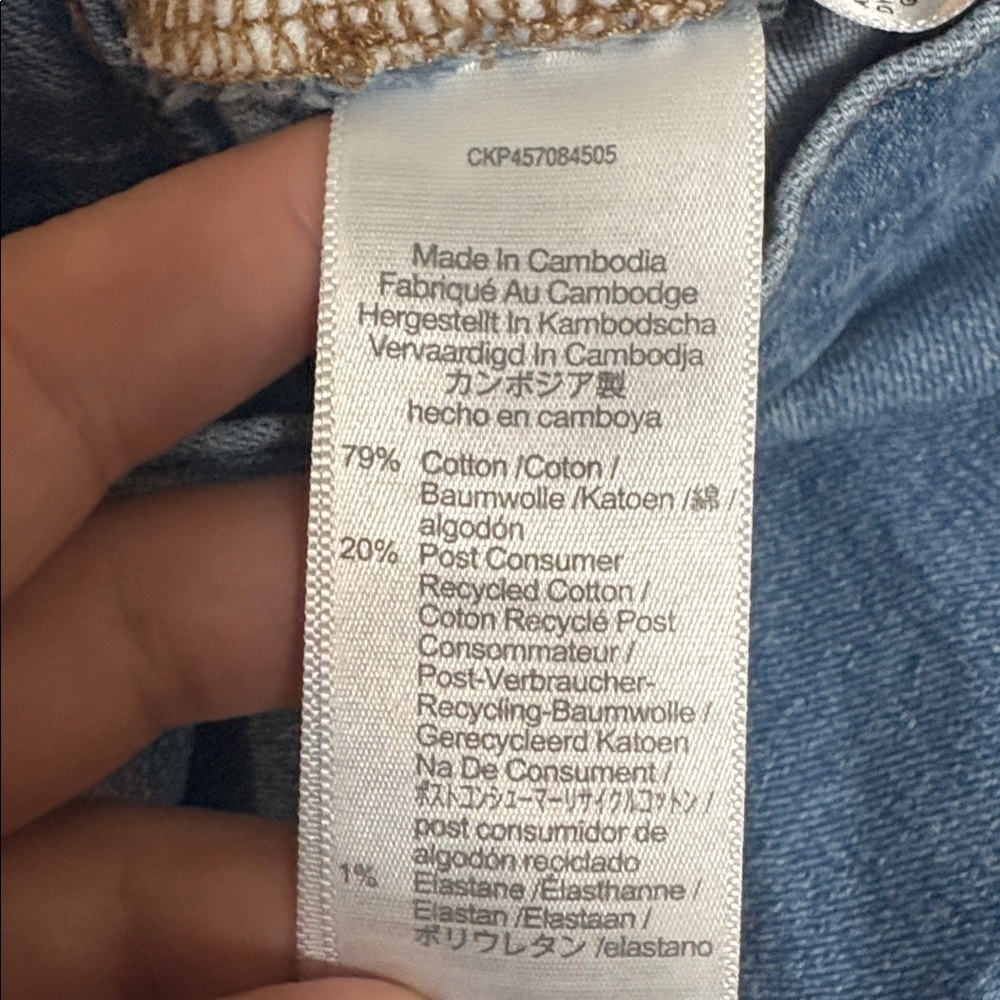 CKP457084505
Made In Cambodia
Fabriqué Au Cambodge
Hergestellt In Kambodscha
Vervaardigd In Cambodja
カンボジア製
hecho en camboya
79% Cotton /Coton /
Baumwolle /Katoen /綿 /
algodón
20% Post Consumer
Recycled Cotton /
Coton Recyclé Post
Consommateur /
Post-Verbraucher-
Recycling-Baumwolle /
Gerecycleerd Katoen
Na De Consument /
ポストコンシューマーリサイクルコットン /
post consumidor de
algodón reciclado
1% Elastane /Élasthanne /
Elastan /Elastaan /
ポリウレタン /elastano